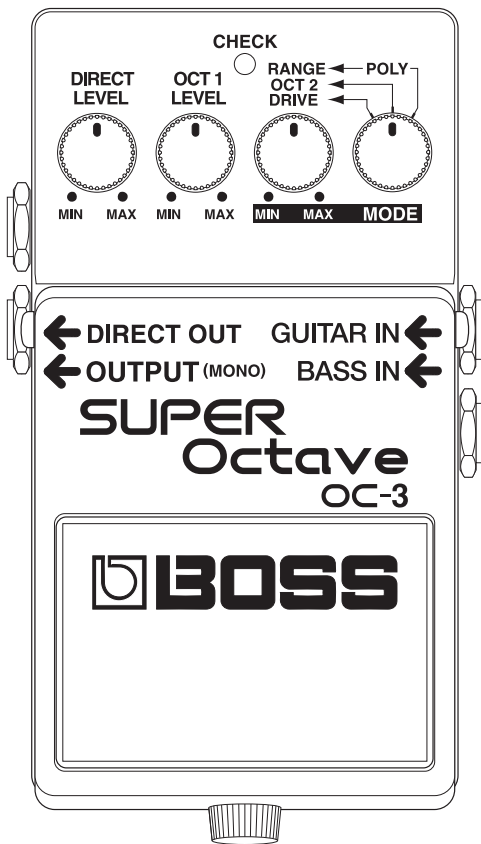 CHECK
DIRECT LEVEL
OCT 1 LEVEL
RANGE POLY
OCT 2
DRIVE
MIN MAX MIN MAX MIN MAX MODE
DIRECT OUT GUITAR IN
OUTPUT (MONO) BASS IN
SUPER
Octave
OC-3
BOSS